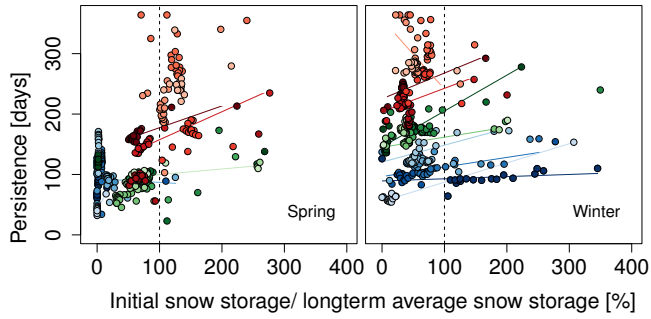 Persistence [days]
300
200
100
0
Spring
Winter
0 100 200 300 400
0 100 200 300 400
Initial snow storage/ longterm average snow storage [%]